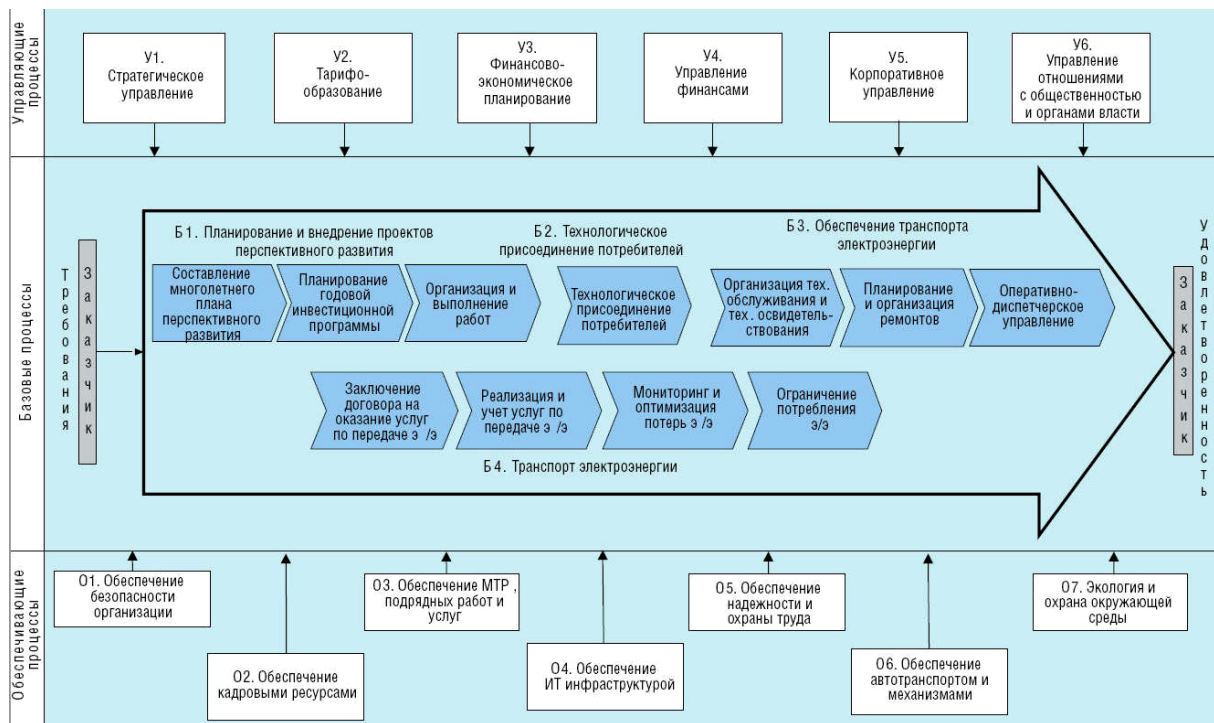 Управляющие
процессы
У1.
Стратегическое
управление
У2.
Тарифо-
образование
У3.
Финансово-
экономическое
планирование
У4.
Управление
финансами
У5.
Корпоративное
управление
У6.
Управление
отношениями
с общественностью
и органами власти
Базовые процессы
Требования
Заказчик
Б1. Планирование и внедрение проектов
перспективного развития
Б2. Технологическое
присоединение потребителей
Б3. Обеспечение транспорта
электроэнергии
Составление
многолетнего
плана
перспективного
развития
Планирование
годовой
инвестиционной
программы
Организация и
выполнение
работ
Технологическое
присоединение
потребителей
Организация тех.
обслуживания и
тех. освидетель-
ствования
Планирование
и организация
ремонтов
Оперативно-
диспетчерское
управление
Заключение
договора на
оказание услуг
по передаче э /э
Реализация и
учет услуг по
передаче э /э
Мониторинг и
оптимизация
потерь э /э
Ограничение
потребления
э/э
Б4. Транспорт электроэнергии
Заказчик
Удовлетворенность
Обеспечивающие
процессы
О1. Обеспечение
безопасности
организации
О2. Обеспечение
кадровыми ресурсами
О3. Обеспечение МТР ,
подрядных работ и
услуг
О4. Обеспечение
ИТ инфраструктурой
О5. Обеспечение
надежности и
охраны труда
О6. Обеспечение
автотранспортом и
механизмами
О7. Экология и
охрана окружающей
среды